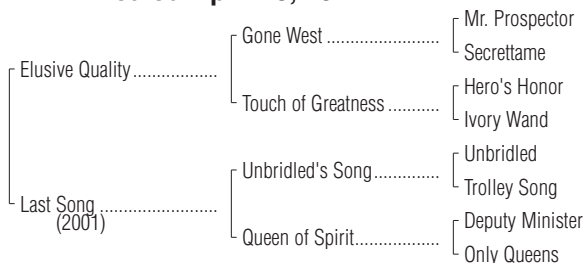 Mr. Prospector
Gone West ........................
Secrettame
Elusive Quality..................
Hero's Honor
Touch of Greatness ...........
Ivory Wand
Unbridled
Unbridled's Song..............
Trolley Song
Last Song .........................
(2001)
Deputy Minister
Queen of Spirit..................
Only Queens